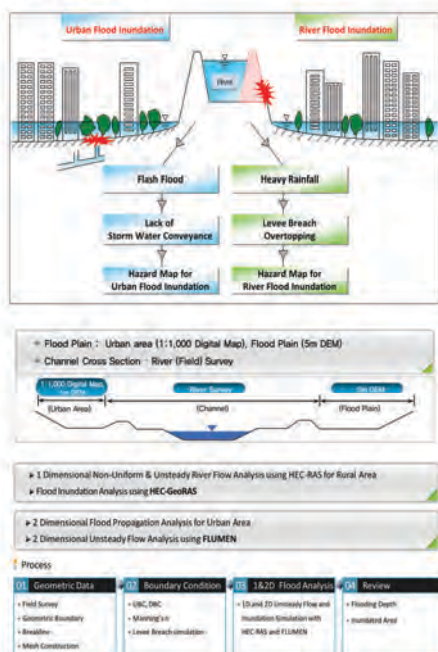 Urban Flood Inundation
River Flood Inundation
River
Flash Flood
Heavy Rainfall
Lack of
Storm Water Conveyance
Levee Breach
Overtopping
Hazard Map for
Urban Flood Inundation
Hazard Map for
River Flood Inundation
Flood Plain : Urban area (1:1,000 Digital Map), Flood Plain (5m DEM)
Channel Cross Section : River (Field) Survey
1:1,000 Digital Map,
1m DEM
River Survey
5m DEM
(Urban Area)
(Channel)
(Flood Plain)
1 Dimensional Non-Uniform & Unsteady River Flow Analysis using HEC-RAS for Rural Area
Flood Inundation Analysis using HEC-GeoRAS
2 Dimensional Flood Propagation Analysis for Urban Area
2 Dimensional Unsteady Flow Analysis using FLUMEN
Process
01 Geometric Data
02 Boundary Condition
03 1&2D Flood Analysis
04 Review
• Field Survey
• Geometric Boundary
• Breakline
• Mesh Construction
• UBC, DBC
• Manning's n
• Levee Breach simulation
• 1D and 2D Unsteady Flow and
Inundation Simulation with
HEC-RAS and FLUMEN
• Flooding Depth
• Inundated Area